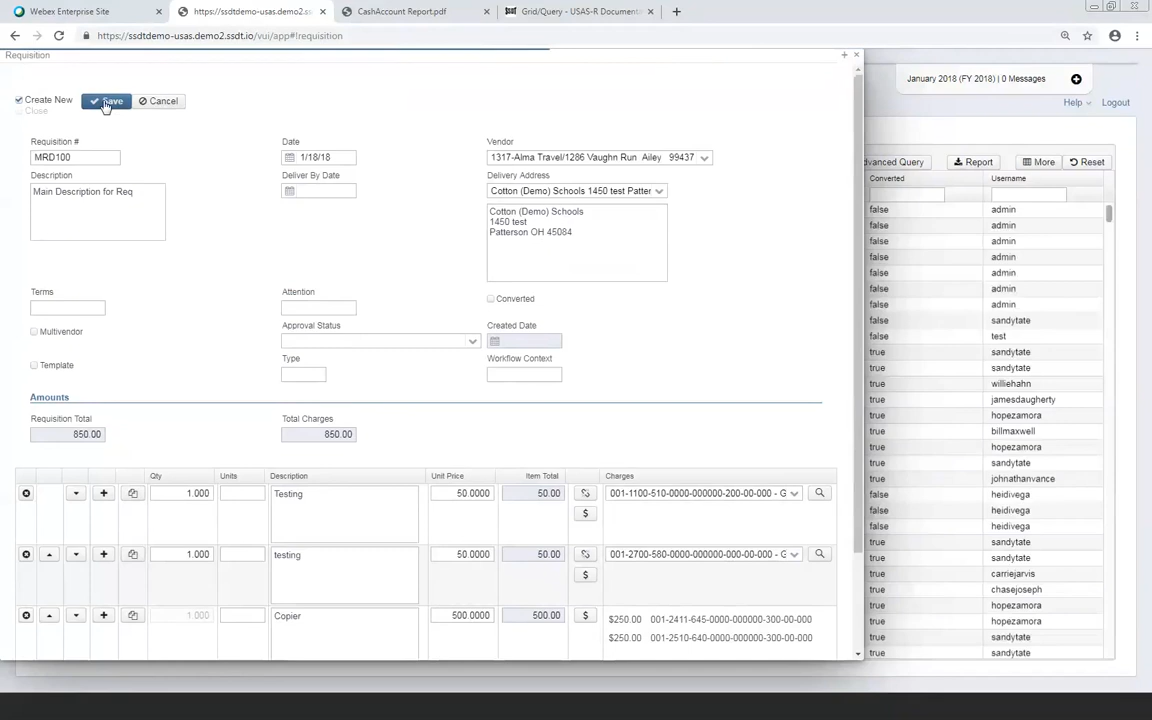 Webex Enterprise Site
https://ssdtdemo-usas.demo2.ss
CashAccount Report.pdf
Grid/Query - USAS-R Document
https://ssdtdemo-usas.demo2.ssdt.io/vui/app#!requisition
Requisition
January 2018 (FY 2018) | 0 Messages
Help
Logout
Create New
Save
Cancel
Close
Requisition #
Date
Vendor
MRD100
1/18/18
1317-Alma Travel/1286 Vaughn Run Ailey 99437
Description
Deliver By Date
Delivery Address
Main Description for Req
Cotton (Demo) Schools 1450 test Patter
Cotton (Demo) Schools
1450 test
Patterson OH 45084
Terms
Attention
Converted
Multivendor
Approval Status
Created Date
Template
Type
Workflow Context
Amounts
Requisition Total
Total Charges
850.00
850.00
Qty
Units
Description
Unit Price
Item Total
Charges
1.000
Testing
50.0000
50.00
001-1100-510-0000-000000-200-00-000 - G
$
1.000
testing
50.0000
50.00
001-2700-580-0000-000000-000-00-000 - G
$
1.000
Copier
500.0000
500.00
$
$250.00 001-2411-645-0000-000000-300-00-000
$250.00 001-2510-640-0000-000000-300-00-000
dvanced Query
Report
More
Reset
Converted
Username
false admin
false admin
false admin
false admin
false admin
false admin
false admin
false sandytate
false test
true sandytate
true sandytate
true williehahn
true jamesdaugherty
true hopezamora
true billmaxwell
true hopezamora
true sandytate
true johnathanvance
false heidivega
false heidivega
false heidivega
true sandytate
true sandytate
true carriejarvis
true chasejoseph
true hopezamora
true hopezamora
true sandytate
true sandytate